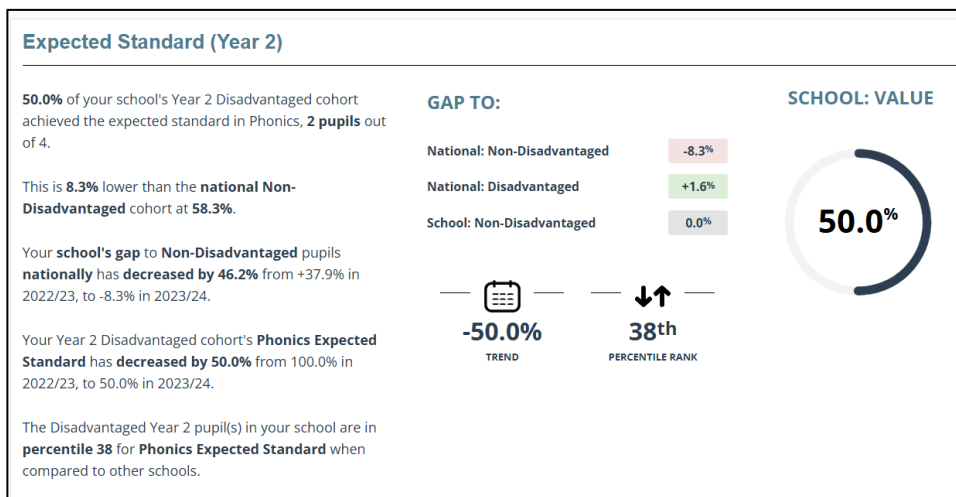 Expected Standard (Year 2)
50.0% of your school's Year 2 Disadvantaged cohort
achieved the expected standard in Phonics, 2 pupils out
of 4.
This is 8.3% lower than the national Non-
Disadvantaged cohort at 58.3%.
Your school's gap to Non-Disadvantaged pupils
nationally has decreased by 46.2% from +37.9% in
2022/23, to -8.3% in 2023/24.
Your Year 2 Disadvantaged cohort's Phonics Expected
Standard has decreased by 50.0% from 100.0% in
2022/23, to 50.0% in 2023/24.
The Disadvantaged Year 2 pupil(s) in your school are in
percentile 38 for Phonics Expected Standard when
compared to other schools.
GAP TO:
National: Non-Disadvantaged -8.3%
National: Disadvantaged +1.6%
School: Non-Disadvantaged 0.0%
-50.0%
TREND
38th
PERCENTILE RANK
SCHOOL: VALUE
50.0%